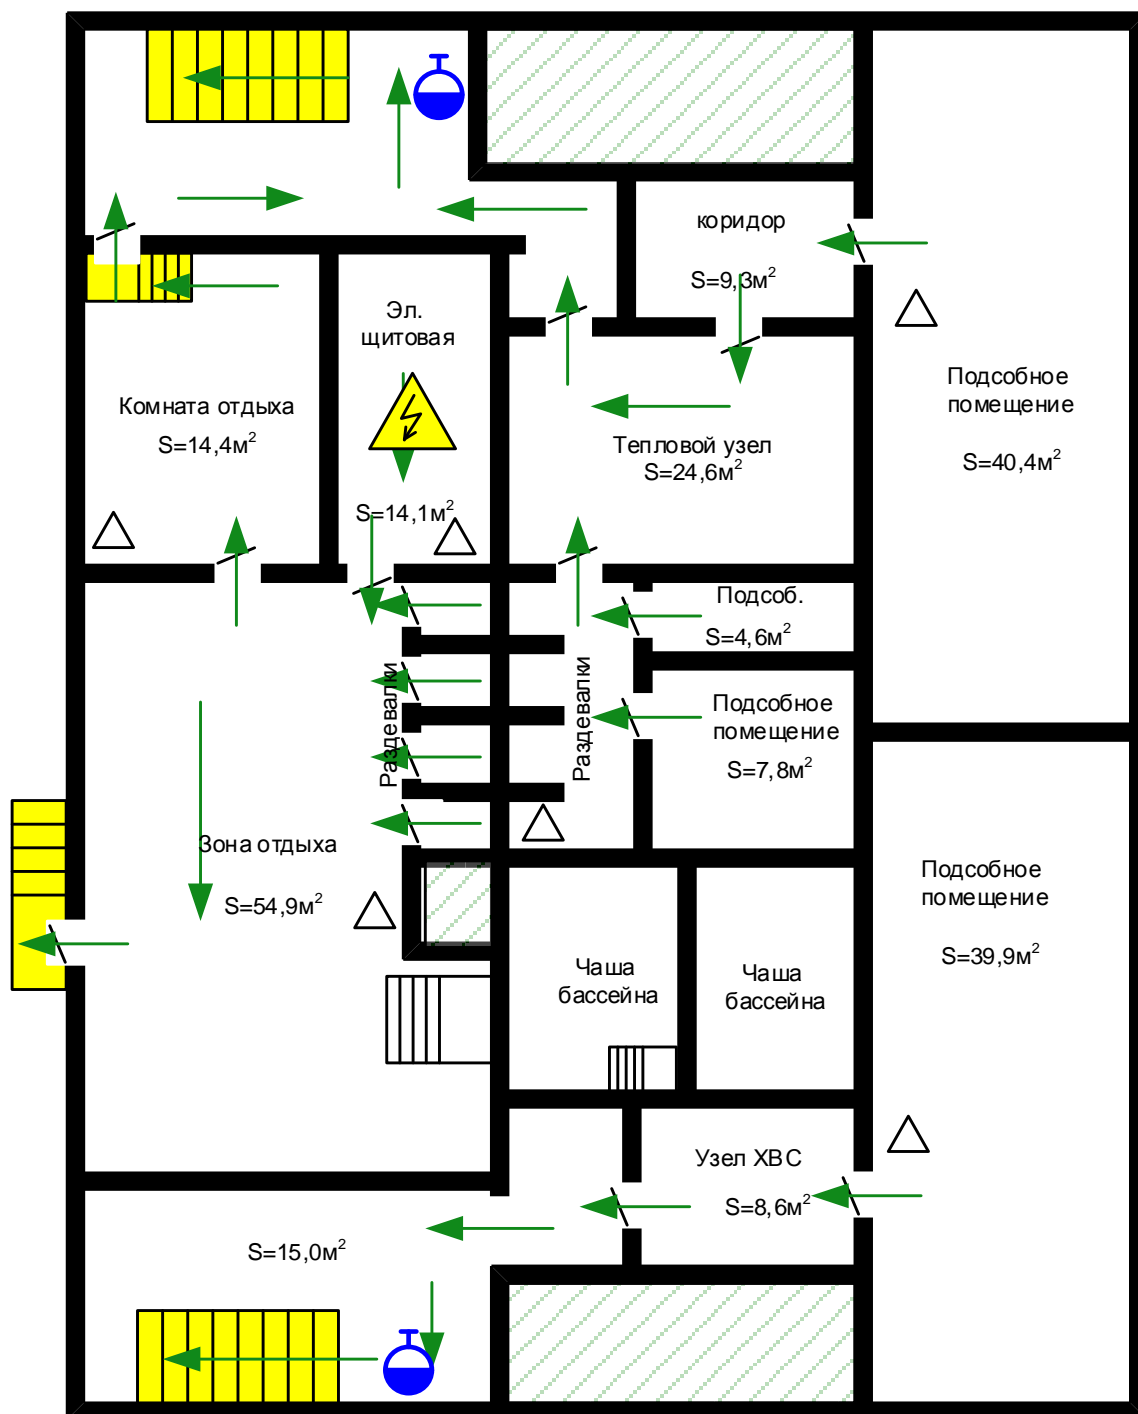 коридор
S=9,3м²
Эл.
щитовая
S=14,1м²
Комната отдыха
S=14,4м²
Тепловой узел
S=24,6м²
Подсобное
помещение
S=40,4м²
Подсоб.
S=4,6м²
Раздевалки
Раздевалки
Подсобное
помещение
S=7,8м²
Зона отдыха
S=54,9м²
Подсобное
помещение
S=39,9м²
Чаша
бассейна
Чаша
бассейна
Узел ХВС
S=8,6м²
S=15,0м²